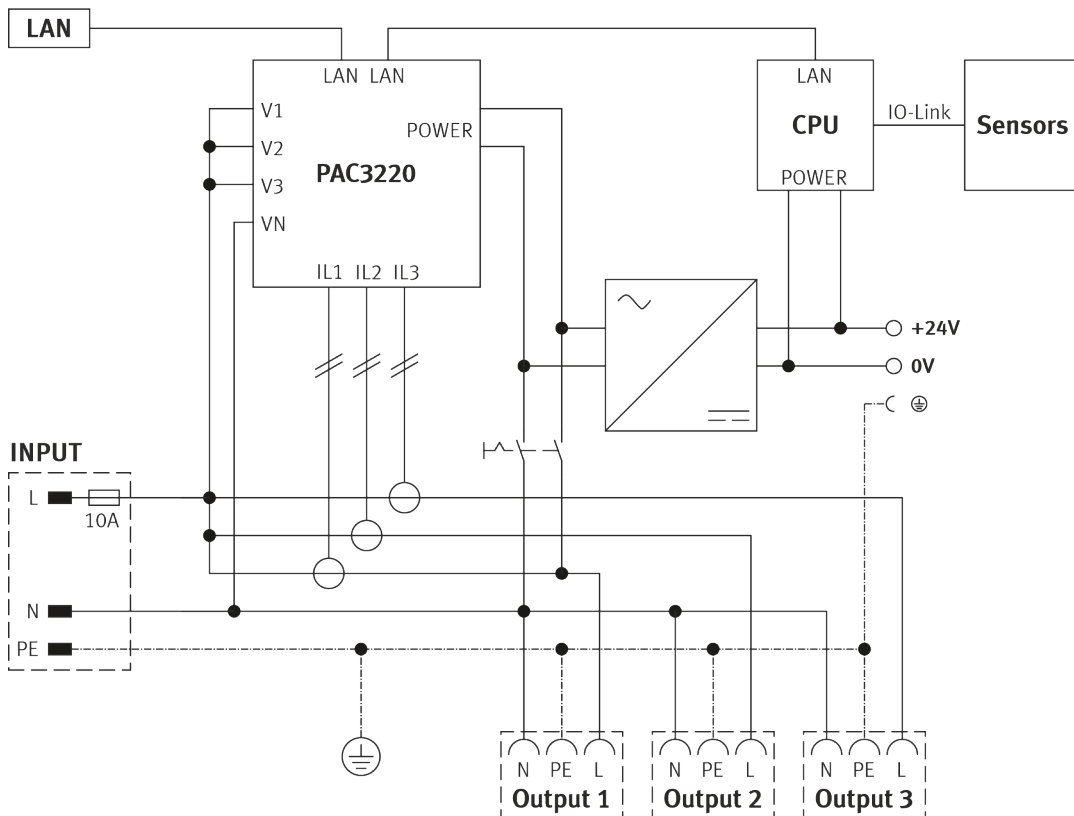 LAN
LAN LAN
LAN
V1
POWER
CPU
IO-Link
Sensors
V2
PAC3220
V3
POWER
VN
IL1 IL2 IL3
+24V
0V
INPUT
L
10A
N
PE
N PE L
N PE L
N PE L
Output 1
Output 2
Output 3